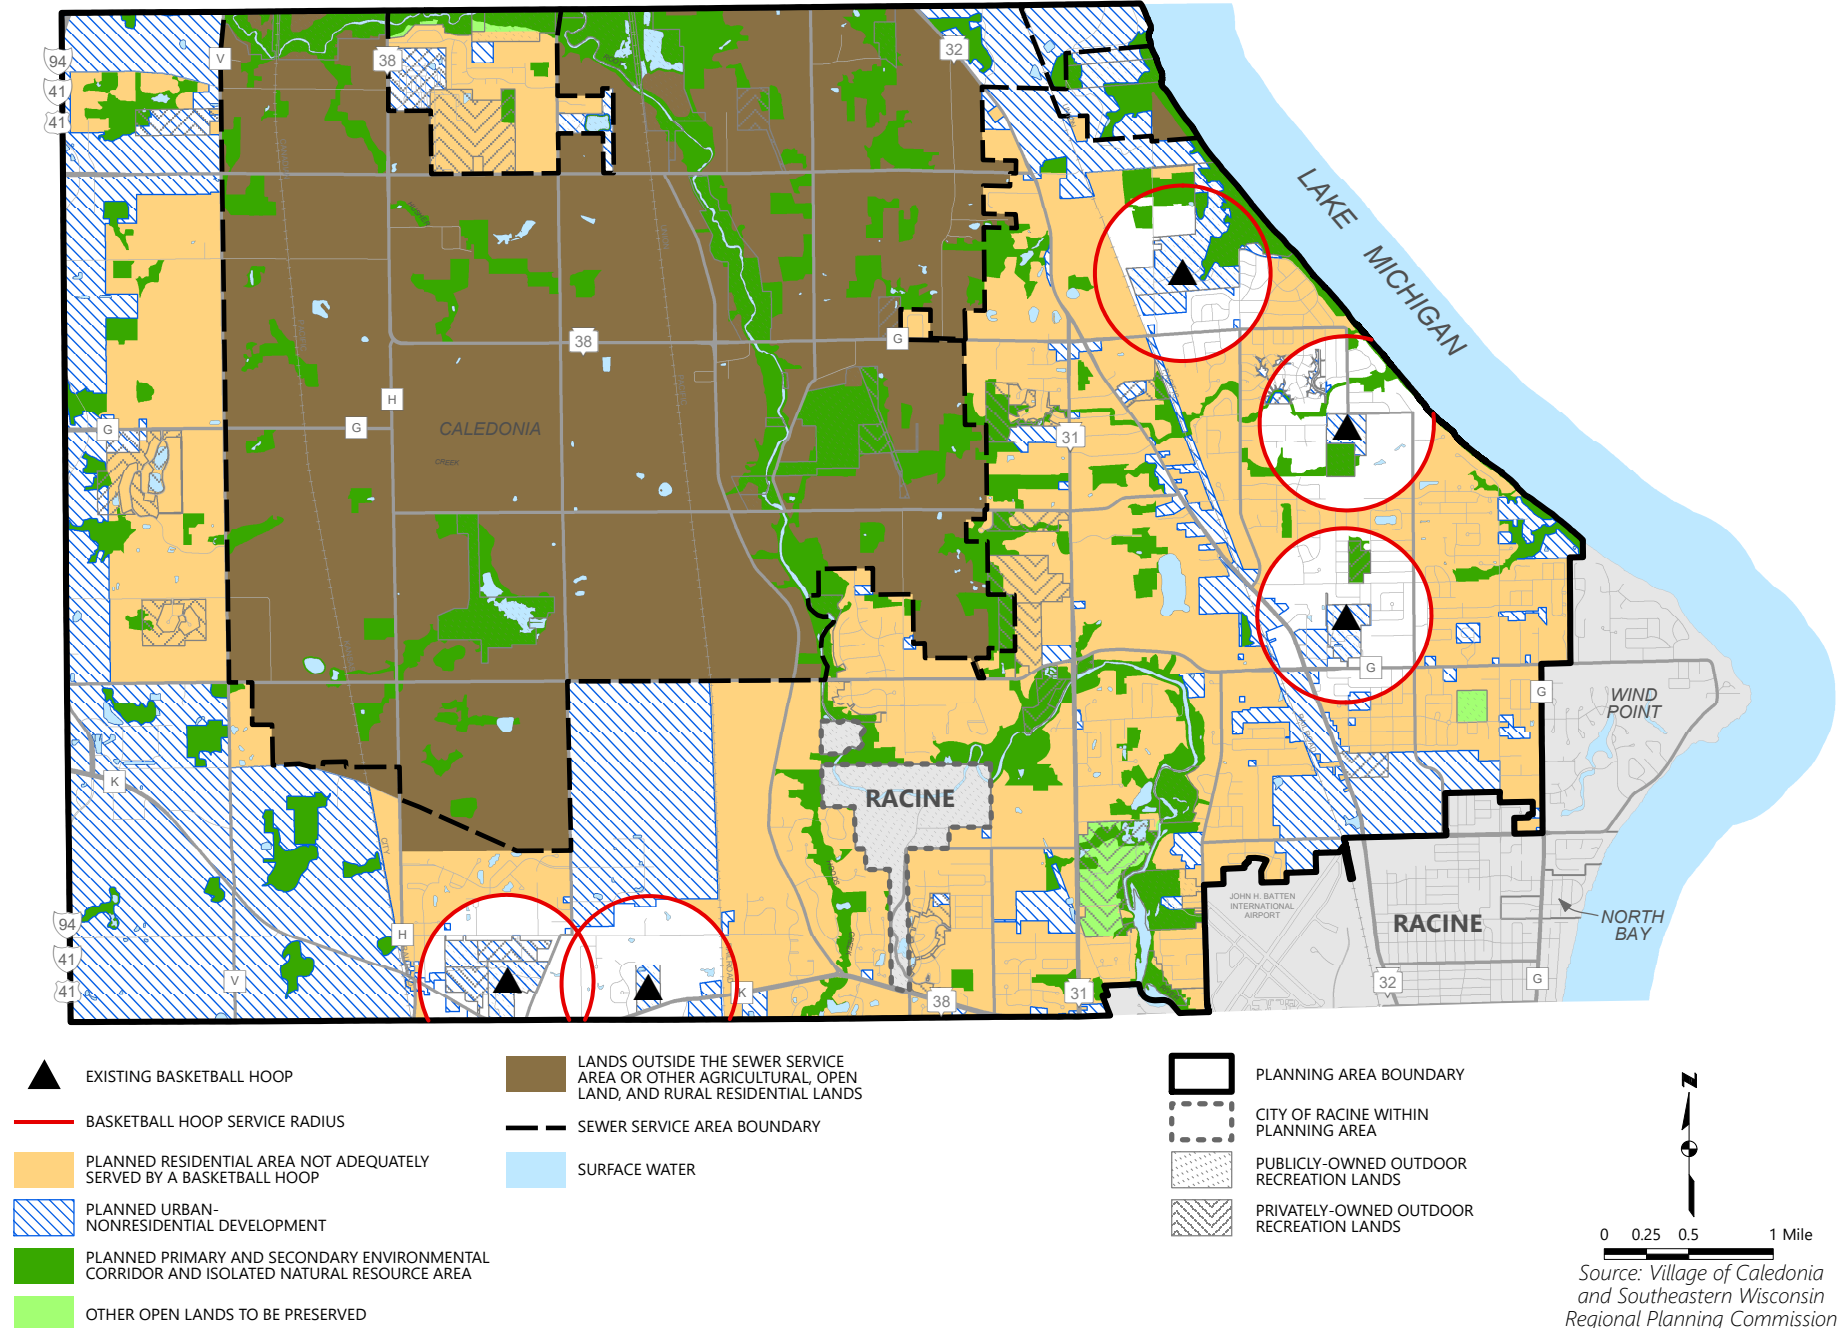 94
41
41
V
38
32
LAKE MICHIGAN
38
G
H
G
G
CALEDONIA
CREEK
31
G
G
WIND
POINT
K
RACINE
JOHN H. BATTEN
INTERNATIONAL
AIRPORT
RACINE
NORTH
BAY
94
41
41
H
V
K
38
31
32
G
EXISTING BASKETBALL HOOP
BASKETBALL HOOP SERVICE RADIUS
PLANNED RESIDENTIAL AREA NOT ADEQUATELY
SERVED BY A BASKETBALL HOOP
PLANNED URBAN-
NONRESIDENTIAL DEVELOPMENT
PLANNED PRIMARY AND SECONDARY ENVIRONMENTAL
CORRIDOR AND ISOLATED NATURAL RESOURCE AREA
OTHER OPEN LANDS TO BE PRESERVED
LANDS OUTSIDE THE SEWER SERVICE
AREA OR OTHER AGRICULTURAL, OPEN
LAND, AND RURAL RESIDENTIAL LANDS
SEWER SERVICE AREA BOUNDARY
SURFACE WATER
PLANNING AREA BOUNDARY
CITY OF RACINE WITHIN
PLANNING AREA
PUBLICLY-OWNED OUTDOOR
RECREATION LANDS
PRIVATELY-OWNED OUTDOOR
RECREATION LANDS
N
0 0.25 0.5 1 Mile
Source: Village of Caledonia
and Southeastern Wisconsin
Regional Planning Commission